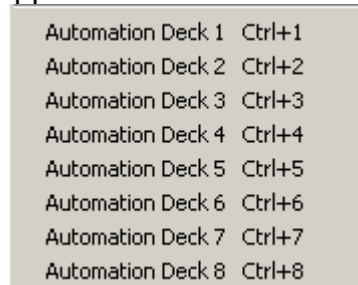 Automation Deck 1 Ctrl+1
Automation Deck 2 Ctrl+2
Automation Deck 3 Ctrl+3
Automation Deck 4 Ctrl+4
Automation Deck 5 Ctrl+5
Automation Deck 6 Ctrl+6
Automation Deck 7 Ctrl+7
Automation Deck 8 Ctrl+8